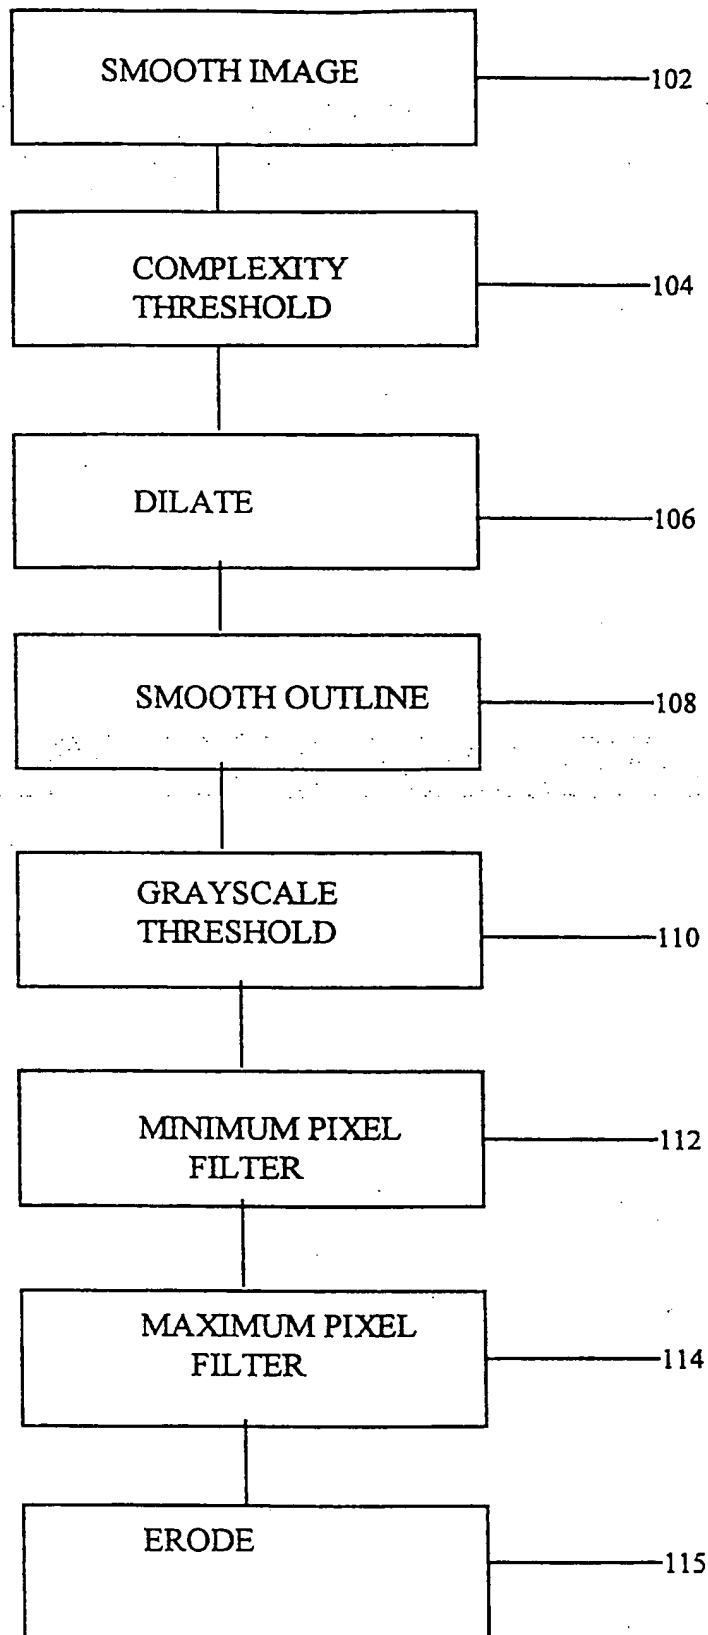 SMOOTH IMAGE
102
COMPLEXITY
THRESHOLD
104
DILATE
106
SMOOTH OUTLINE
108
GRAYSCALE
THRESHOLD
110
MINIMUM PIXEL
FILTER
112
MAXIMUM PIXEL
FILTER
114
ERODE
115